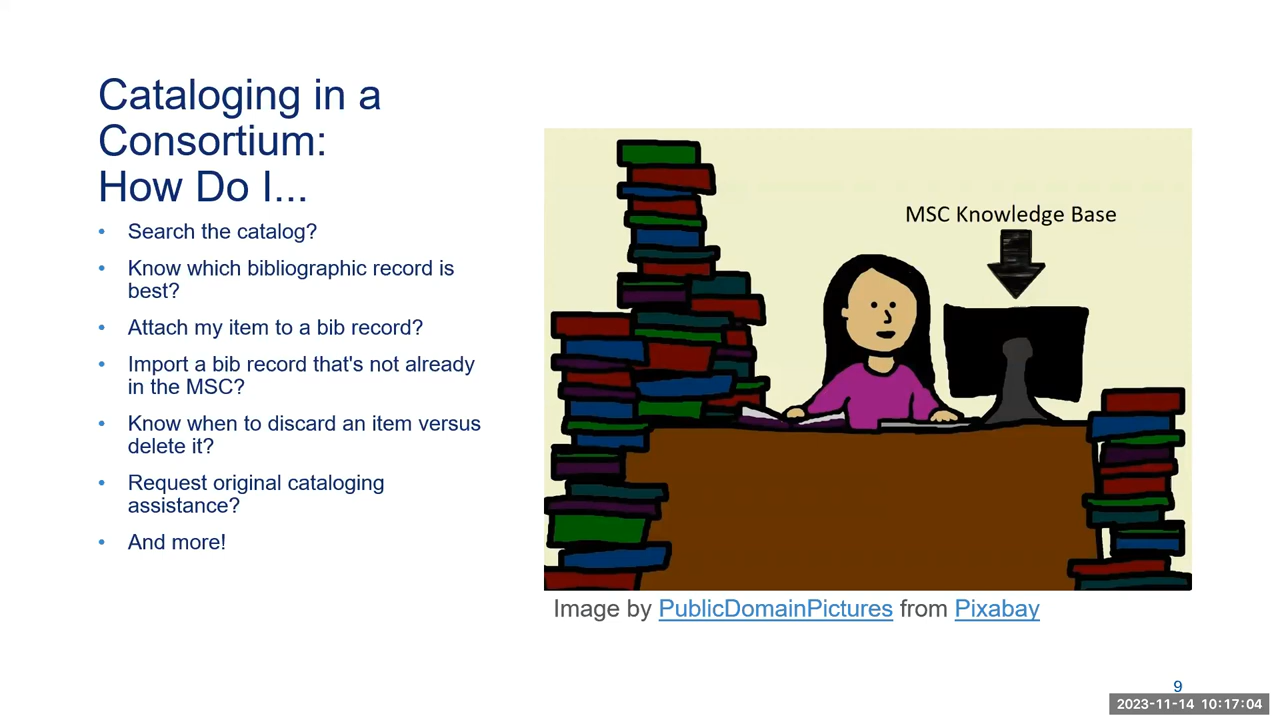 Cataloging in a
Consortium:
How Do I...
• Search the catalog?
• Know which bibliographic record is
best?
• Attach my item to a bib record?
• Import a bib record that's not already
in the MSC?
• Know when to discard an item versus
delete it?
• Request original cataloging
assistance?
• And more!
MSC Knowledge Base
Image by PublicDomainPictures from Pixabay
9
2023-11-14 10:17:04